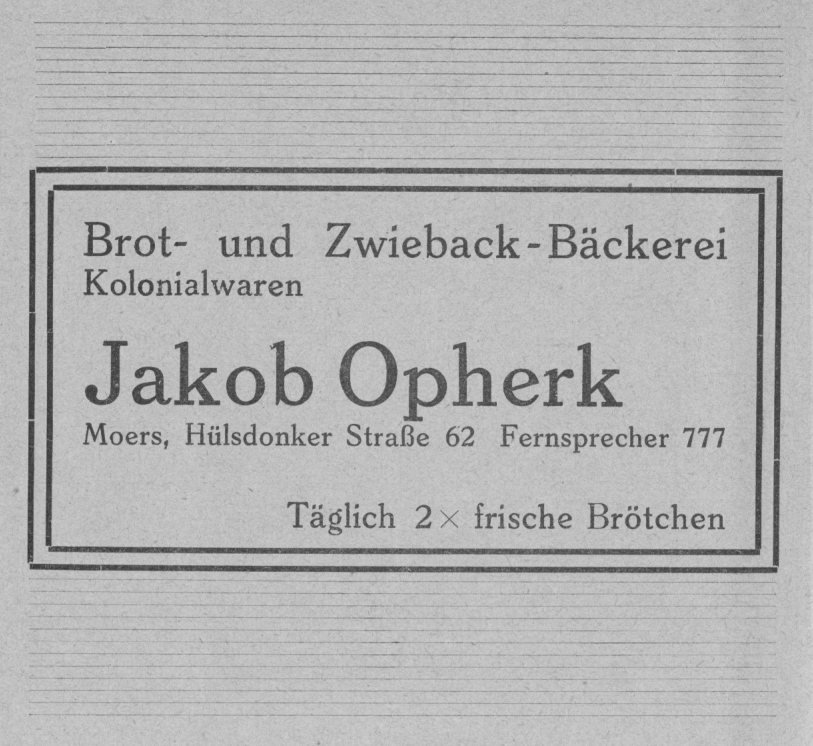 Brot- und Zwieback-Bäckerei
Kolonialwaren
Jakob Opherk
Moers, Hülsdonker Straße 62 Fernsprecher 777
Täglich 2× frische Brötchen